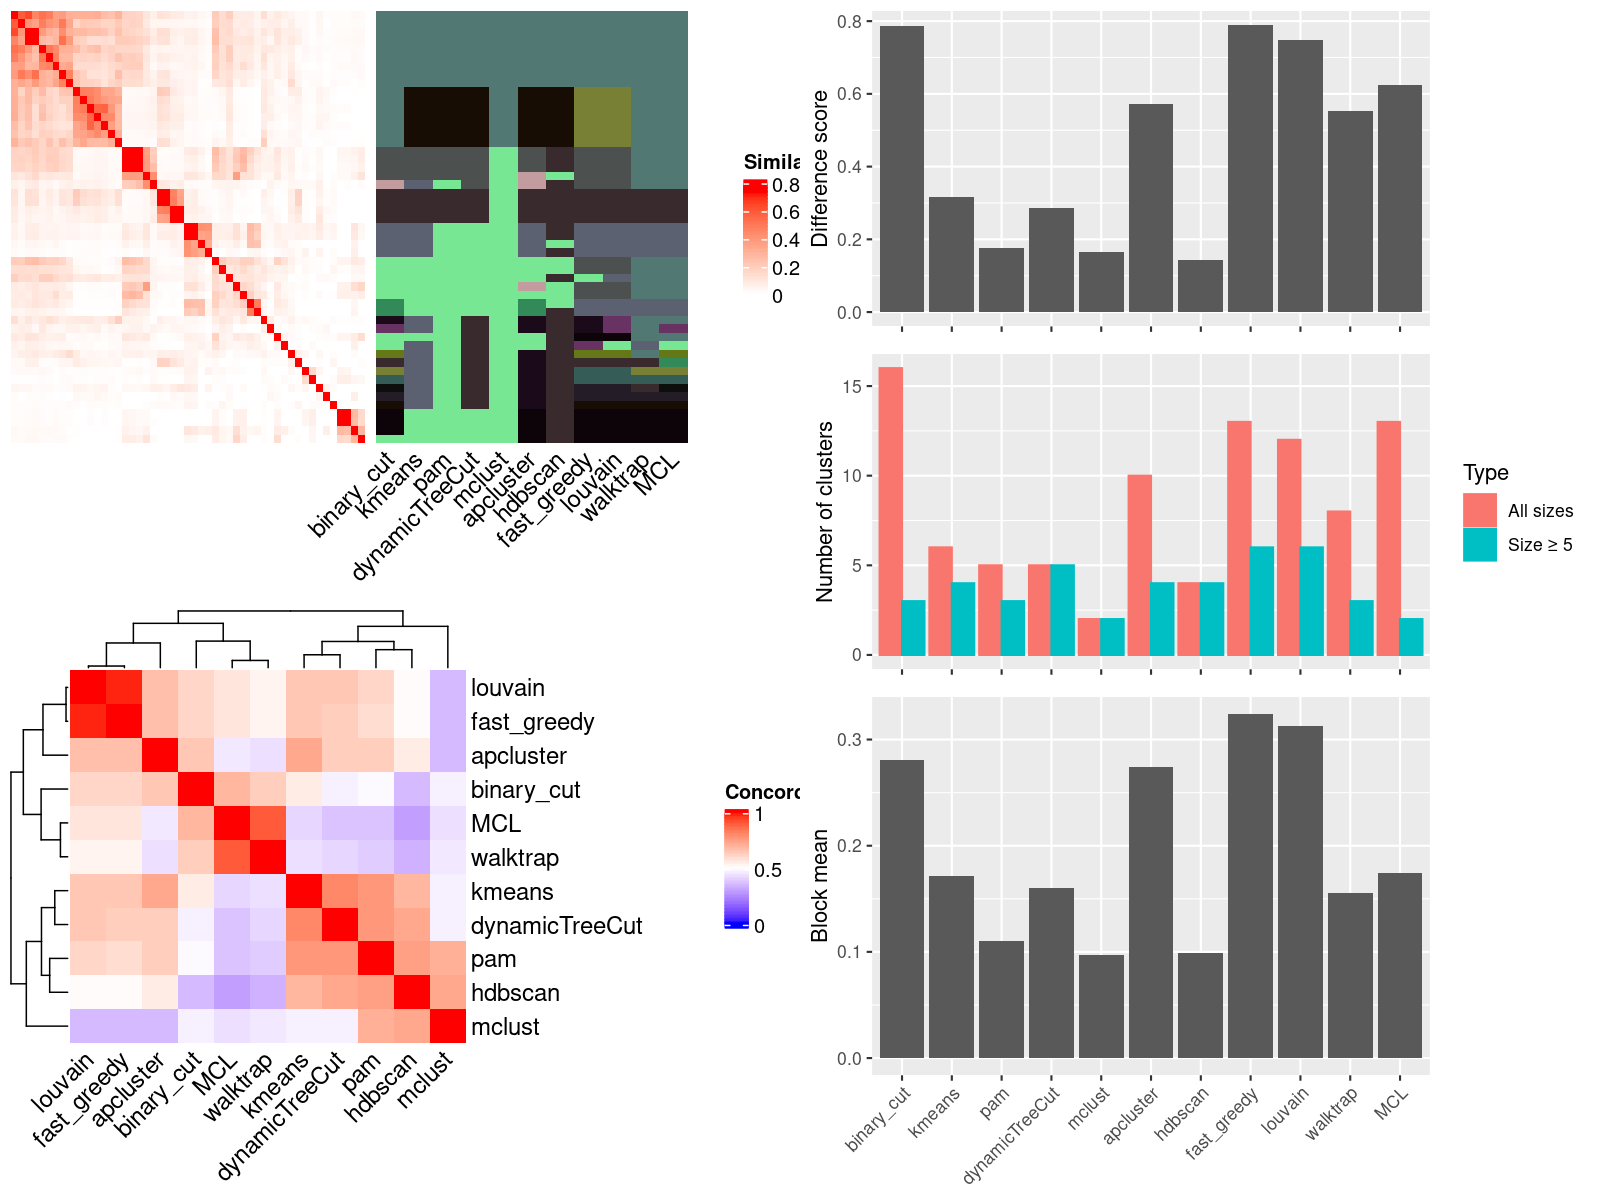 Simila
0.8
0.6
0.4
0.2
0
binary_cut
kmeans
pam
dynamicTreeCut
mclust
apcluster
hdbscan
fast_greedy
louvain
walktrap
MCL
Difference score
0.8
0.6
0.4
0.2
0.0
Number of clusters
15
10
5
0
Type
All sizes
Size ≥ 5
louvain
fast_greedy
apcluster
binary_cut
MCL
walktrap
kmeans
dynamicTreeCut
pam
hdbscan
mclust
louvain
fast_greedy
apcluster
binary_cut
MCL
walktrap
kmeans
dynamicTreeCut
pam
hdbscan
mclust
Concord
1
0.5
0
Block mean
0.3
0.2
0.1
0.0
binary_cut
kmeans
pam
dynamicTreeCut
mclust
apcluster
hdbscan
fast_greedy
louvain
walktrap
MCL